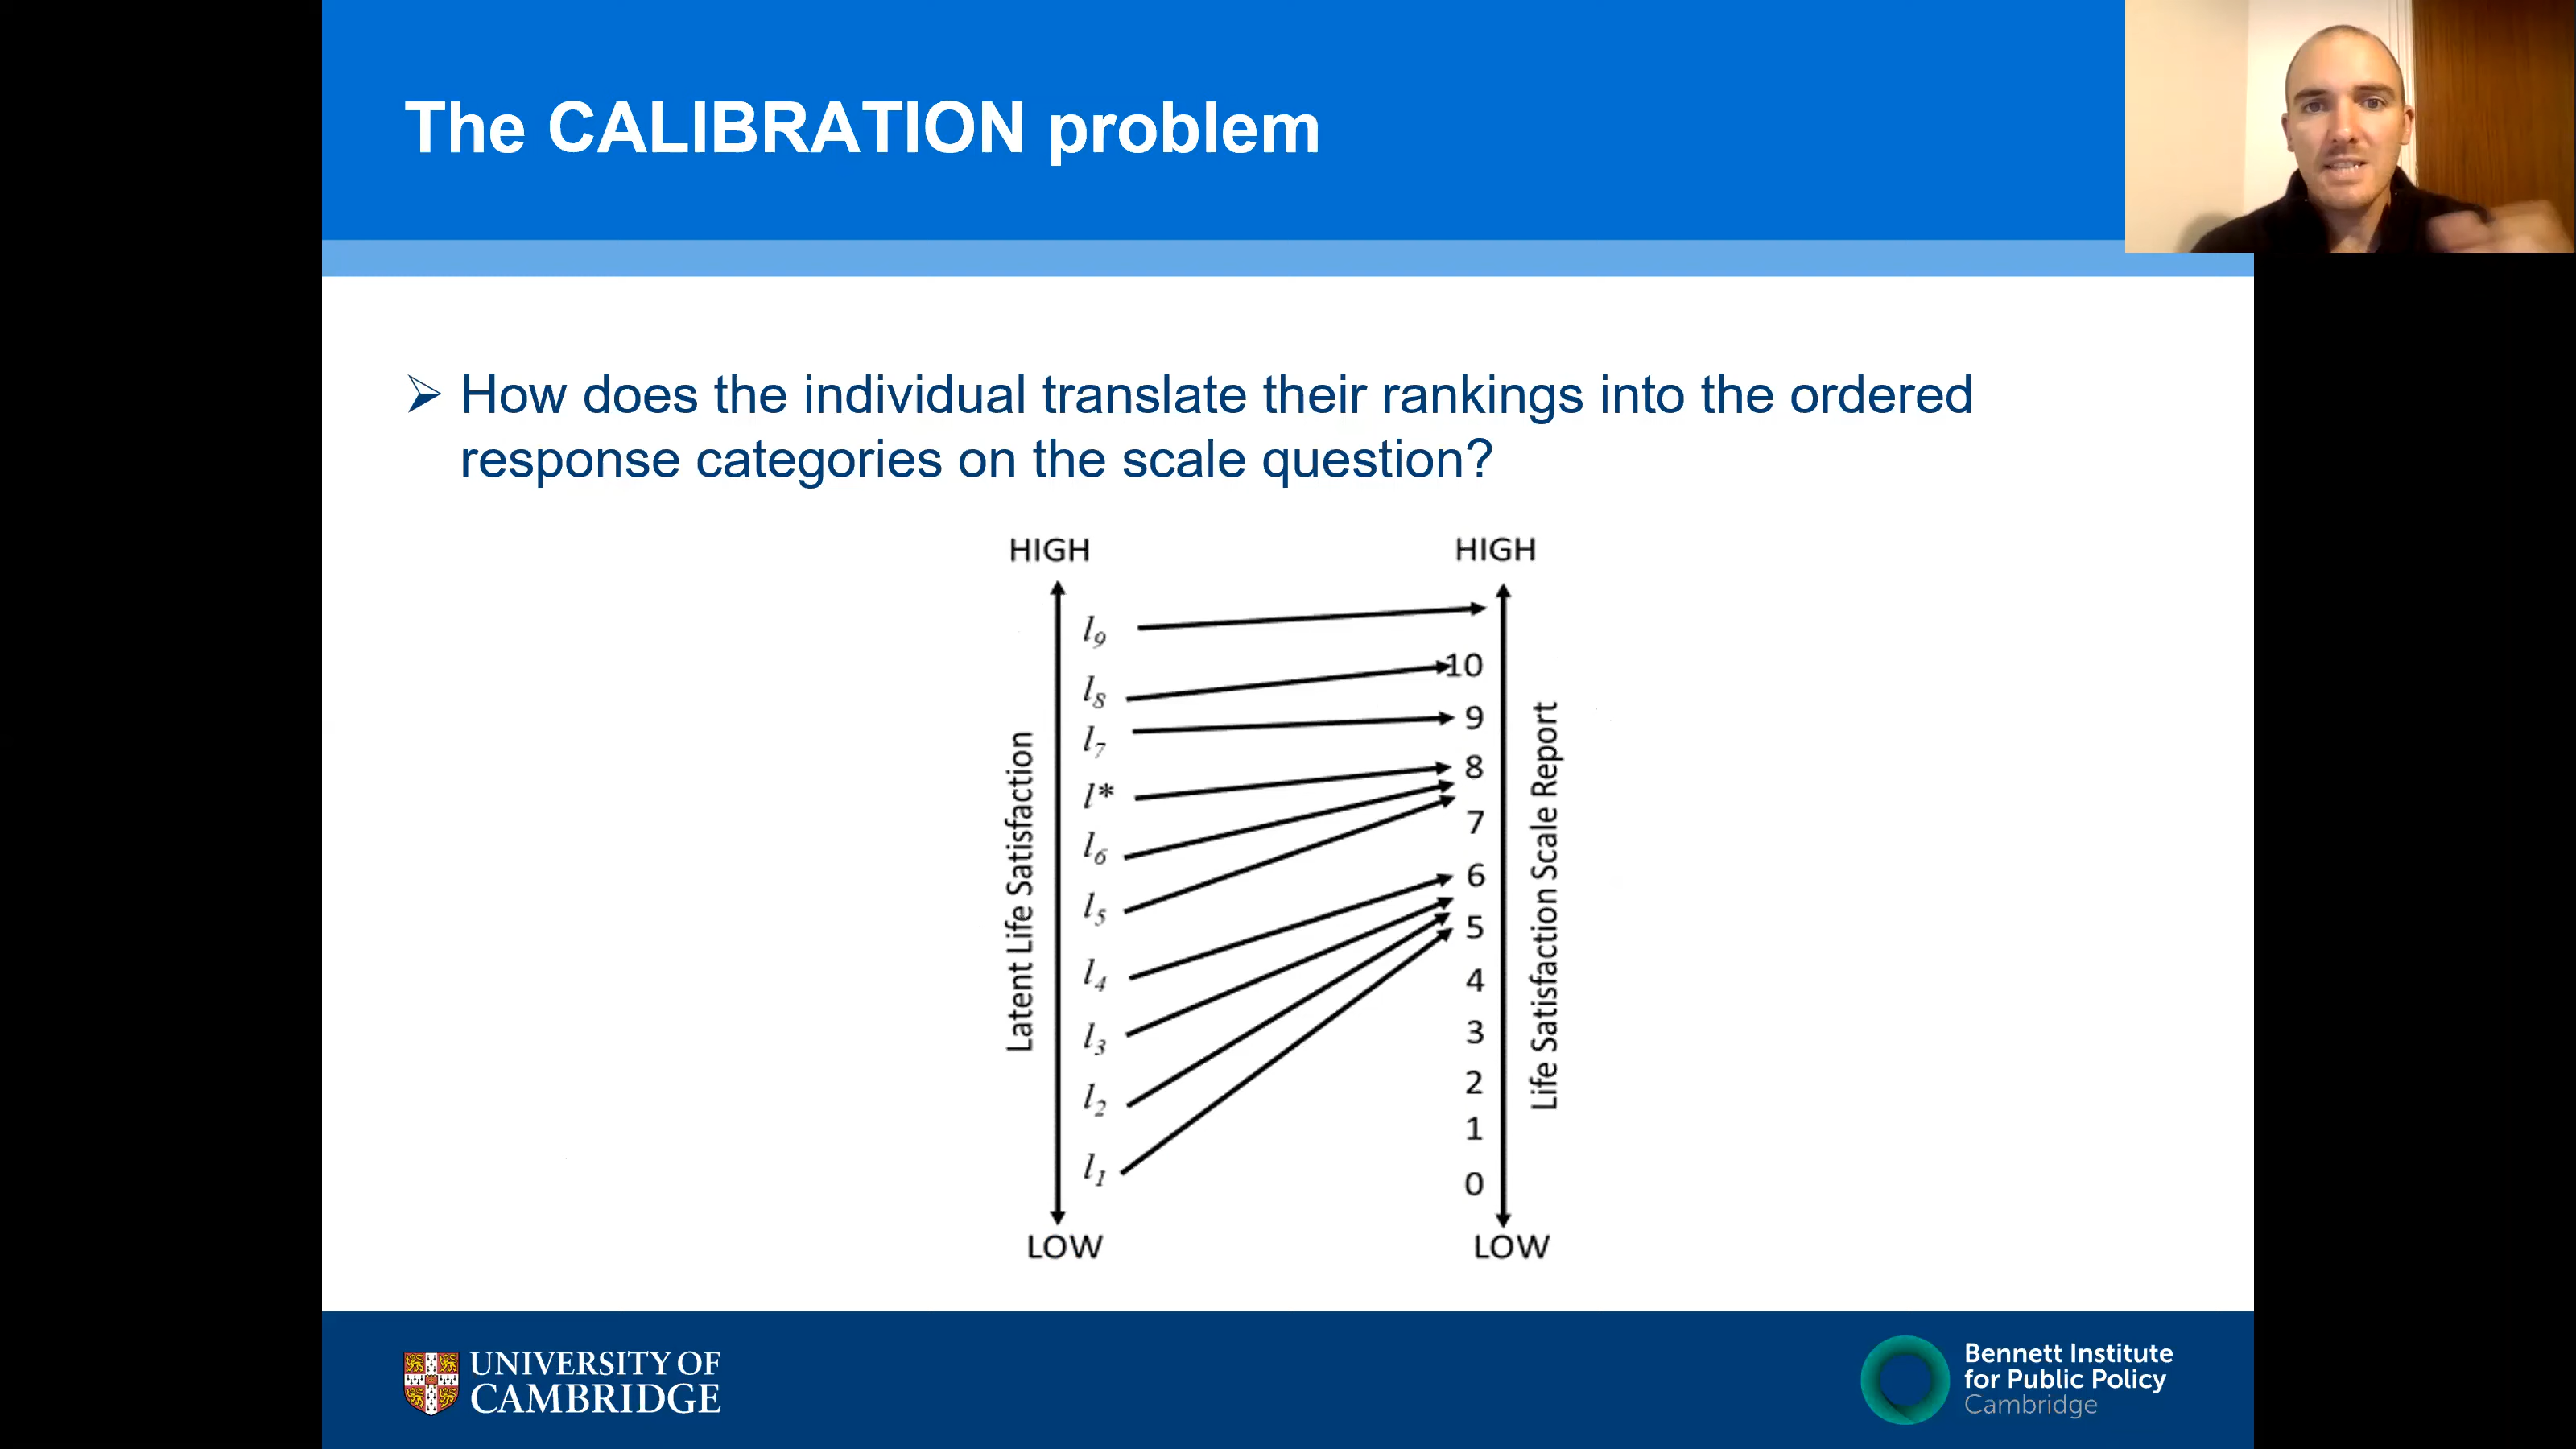 The CALIBRATION problem
How does the individual translate their rankings into the ordered
response categories on the scale question?
HIGH
HIGH
l9
l8
l7
l*
l6
l5
l4
l3
l2
l1
Latent Life Satisfaction
10
9
8
7
6
5
4
3
2
1
0
Life Satisfaction Scale Report
LOW
LOW
UNIVERSITY OF
CAMBRIDGE
Bennett Institute
for Public Policy
Cambridge